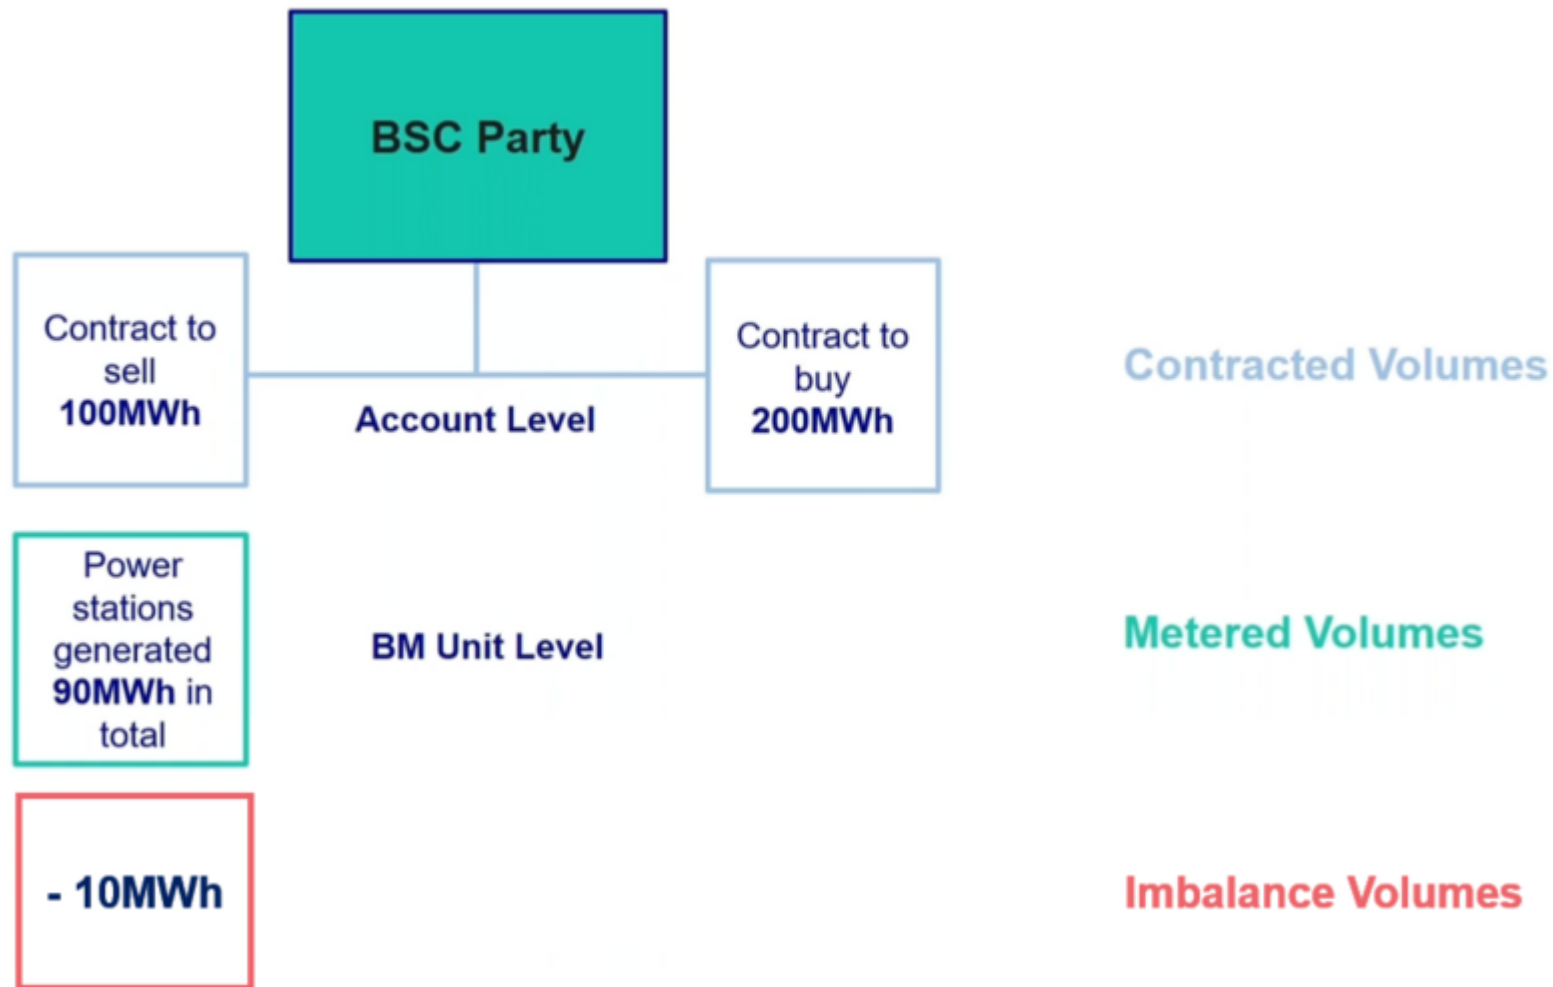 BSC Party
Contract to
sell
100MWh
Account Level
Contract to
buy
200MWh
Contracted Volumes
Power
stations
generated
90MWh in
total
BM Unit Level
Metered Volumes
- 10MWh
Imbalance Volumes